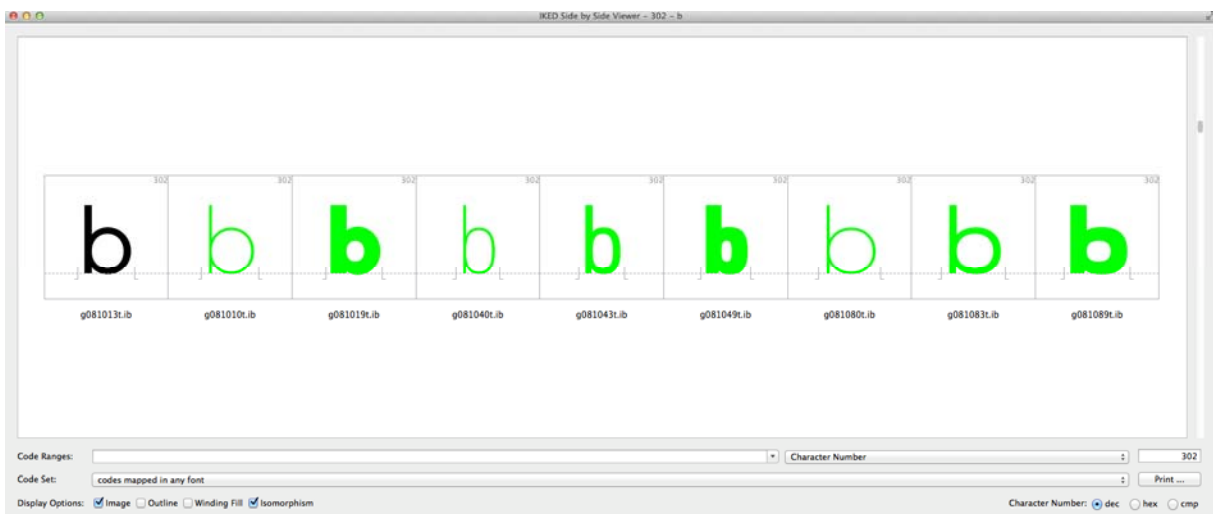 IKED Side by Side Viewer – 302 – b
302 302 302 302 302 302 302 302 302
b b b b b b b b b
g081013t.ib g081010t.ib g081019t.ib g081040t.ib g081043t.ib g081049t.ib g081080t.ib g081083t.ib g081089t.ib
Code Ranges: Character Number 302
Code Set: codes mapped in any font Print ...
Display Options: Image Outline Winding Fill Isomorphism Character Number: dec hex cmp